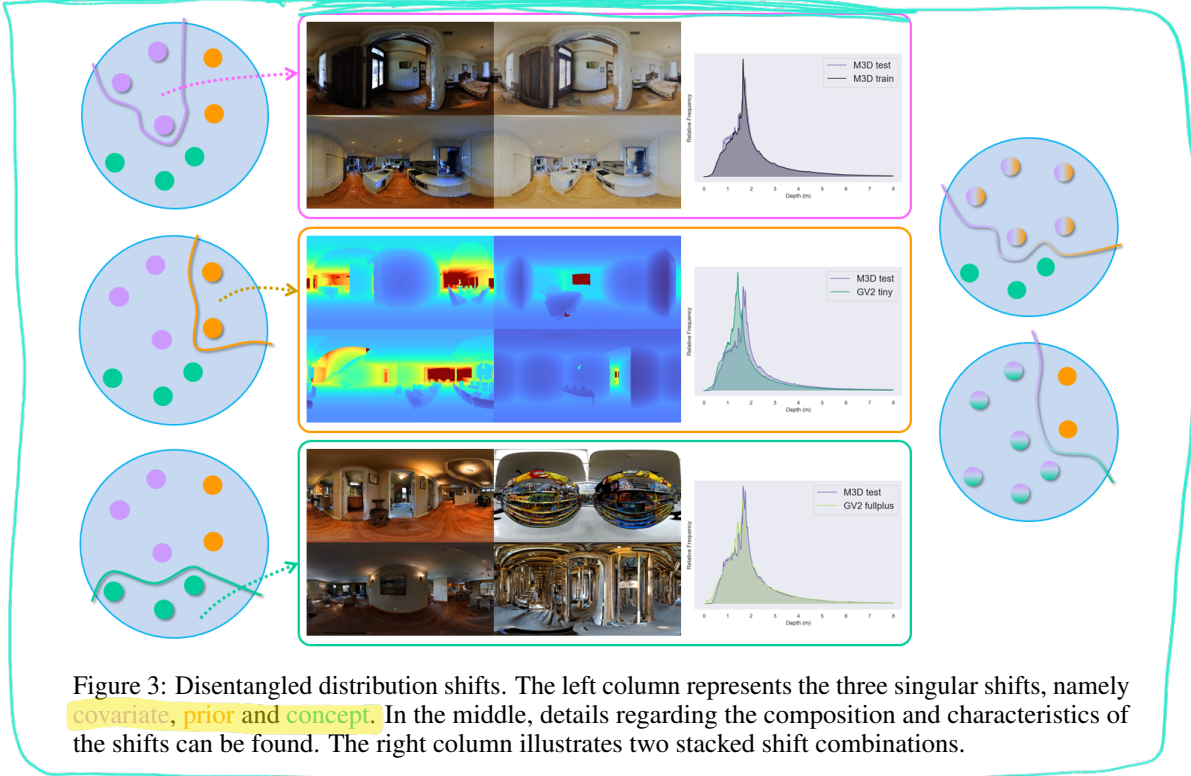 M3D test
M3D train
Relative Frequency
0 1 2 3 4 5 6 7 8
Depth (m)
M3D test
GV2 tiny
Relative Frequency
0 1 2 3 4 5 6 7 8
Depth (m)
M3D test
GV2 fullplus
Relative Frequency
0 1 2 3 4 5 6 7 8
Depth (m)
Figure 3: Disentangled distribution shifts. The left column represents the three singular shifts, namely
covariate, prior and concept. In the middle, details regarding the composition and characteristics of
the shifts can be found. The right column illustrates two stacked shift combinations.